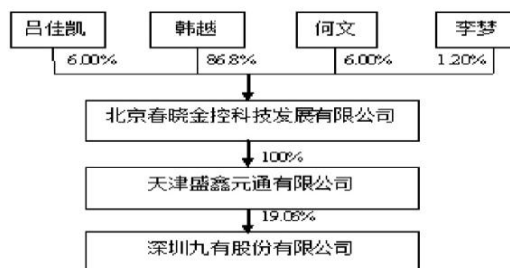 吕佳凯 韩越 何文 李梦
6.00% 86.8% 6.00% 1.20%
北京春晓金控科技发展有限公司
100%
天津盛鑫元通有限公司
19.06%
深圳九有股份有限公司